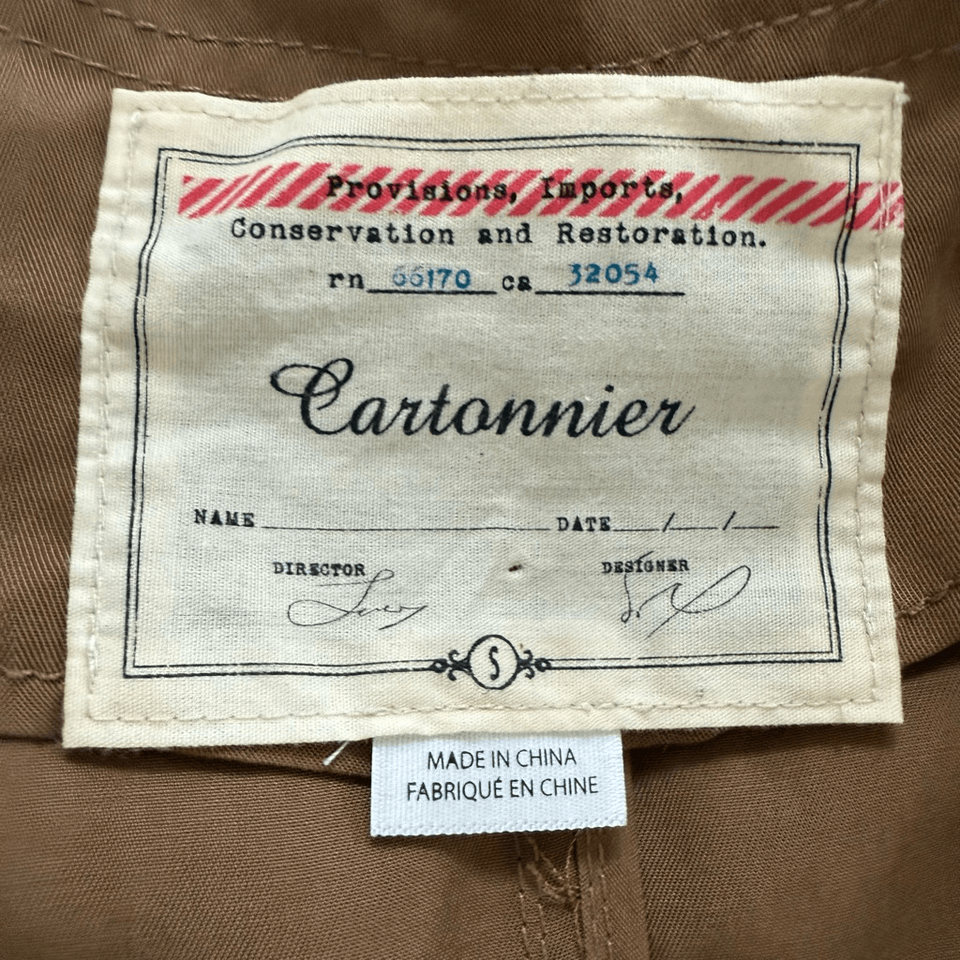 Provisions, Imports,
Conservation and Restoration.
rn 66170 ca 32054
Cartonnier
NAME DATE / /
DIRECTOR DESIGNER
S
MADE IN CHINA
FABRIQUÉ EN CHINE